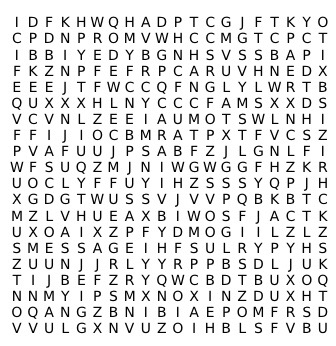 I D F K H W Q H A D P T C G J F T K Y O
C P D N P R O M V W H C C M G T C P C T
I B B I Y E D Y B G N H S V S S B A P I
F K Z N P F E F R P C A R U V H N E D X
E E E J T F W C C Q F N G L Y L W R T B
Q U X X X H L N Y C C C F A M S X X D S
V C V N L Z E E I A U M O T S W L N H I
F F I J I O C B M R A T P X T F V C S Z
P V A F U U J P S A B F Z J L G N L F I
W F S U Q Z M J N I W G W G G F H Z K R
U O C L Y F F U Y I H Z S S S Y Q P J H
X G D G T W U S S V J V V P Q B K B T C
M Z L V H U E A X B I W O S F J A C T K
U X O A I X Z P F Y D M O G I I L Z L Z
S M E S S A G E I H F S U L R Y P Y H S
Z U U N J J R L Y Y R P P B S D L J U K
T I J B E F Z R Y Q W C B D T B U X O Q
N N M Y I P S M X N O X I N Z D U X H T
O Q A N G Z B N I B I A E P O M F R S D
V V U L G X N V U Z O I H B L S F V B U